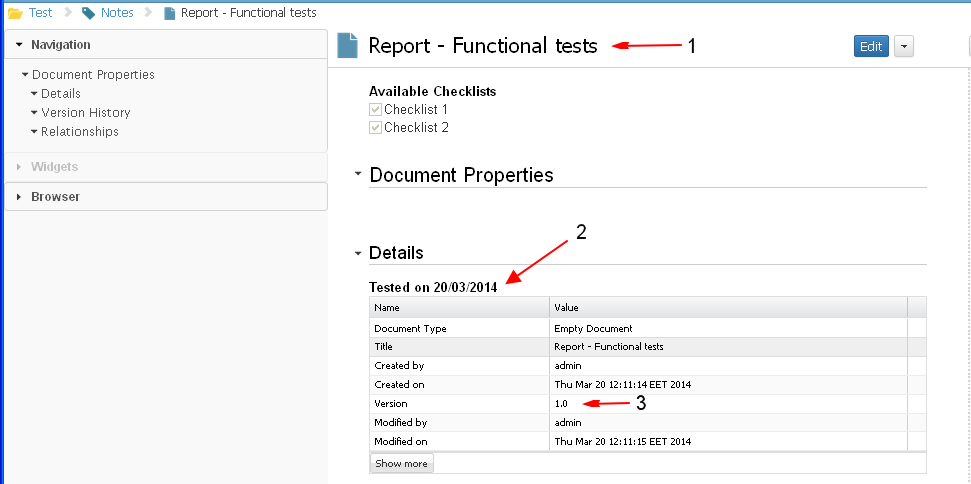 Test Notes Report - Functional tests
Navigation
Document Properties
Details
Version History
Relationships
Widgets
Browser
Report - Functional tests 1 Edit
Available Checklists
Checklist 1
Checklist 2
Document Properties
2
Details
Tested on 20/03/2014
Name Value
Document Type Empty Document
Title Report - Functional tests
Created by admin
Created on Thu Mar 20 12:11:14 EET 2014
Version 1.0 3
Modified by admin
Modified on Thu Mar 20 12:11:15 EET 2014
Show more